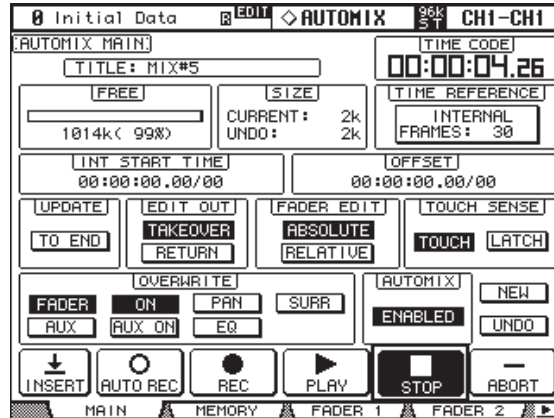 0 Initial Data B EDIT ◇AUTOMIX 96k ST CH1-CH1
AUTOMIX MAIN
TITLE: MIX#5
TIME CODE
00:00:04.26
FREE
1024k( 99%)
SIZE
CURRENT: 2k
UNDO: 2k
TIME REFERENCE
INTERNAL
FRAMES: 30
INT START TIME
00:00:00.00/00
OFFSET
00:00:00.00/00
UPDATE
TO END
EDIT OUT
TAKEOVER
RETURN
FADER EDIT
ABSOLUTE
RELATIVE
TOUCH SENSE
TOUCH LATCH
OVERWRITE
FADER ON PAN SURR
AUX AUX ON EQ
AUTOMIX
ENABLED
NEW
UNDO
INSERT AUTO REC REC PLAY STOP ABORT
MAIN MEMORY FADER 1 FADER 2